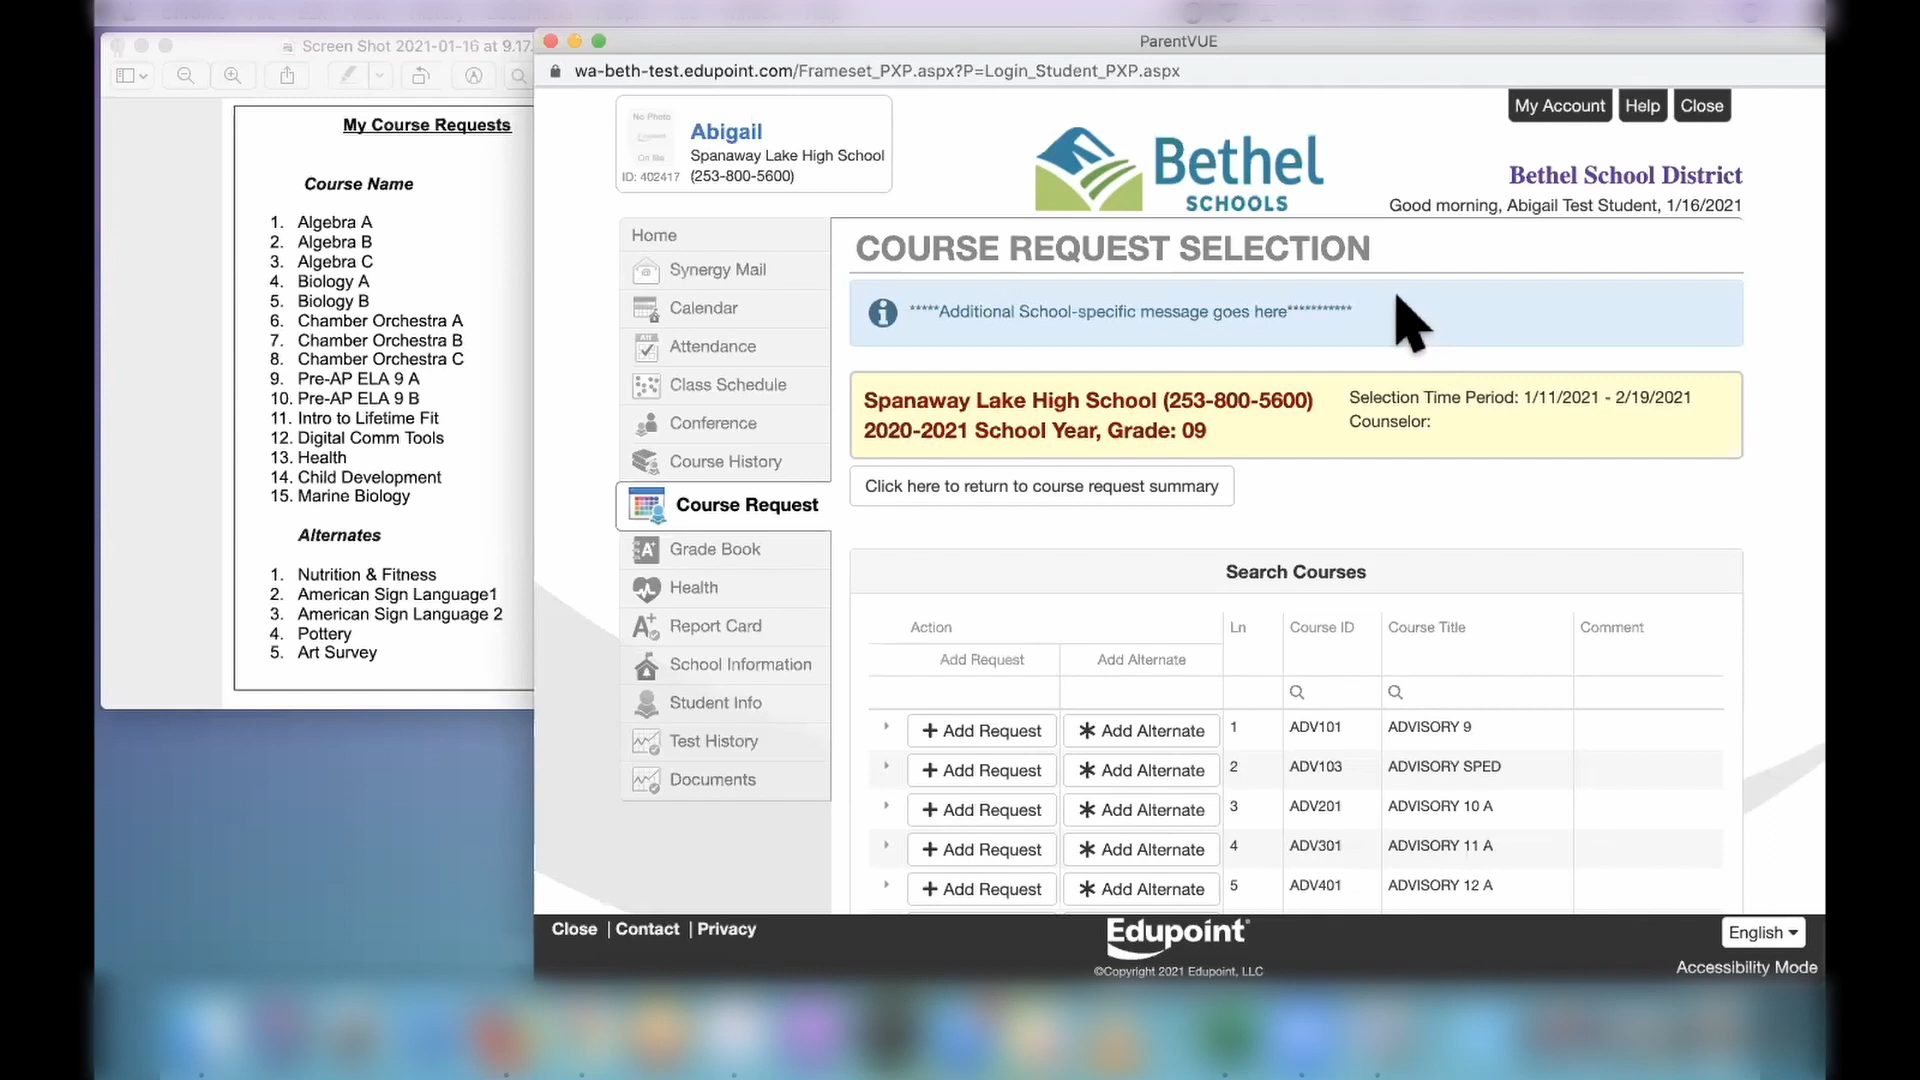 Screen Shot 2021-01-16 at 9.17.
My Course Requests
Course Name
1. Algebra A
2. Algebra B
3. Algebra C
4. Biology A
5. Biology B
6. Chamber Orchestra A
7. Chamber Orchestra B
8. Chamber Orchestra C
9. Pre-AP ELA 9 A
10. Pre-AP ELA 9 B
11. Intro to Lifetime Fit
12. Digital Comm Tools
13. Health
14. Child Development
15. Marine Biology
Alternates
1. Nutrition & Fitness
2. American Sign Language1
3. American Sign Language 2
4. Pottery
5. Art Survey
ParentVUE
wa-beth-test.edupoint.com/Frameset_PXP.aspx?P=Login_Student_PXP.aspx
No Photo
On file
ID: 402417
Abigail
Spanaway Lake High School
(253-800-5600)
Bethel
SCHOOLS
My Account Help Close
Bethel School District
Good morning, Abigail Test Student, 1/16/2021
Home
Synergy Mail
Calendar
Attendance
Class Schedule
Conference
Course History
Course Request
Grade Book
Health
Report Card
School Information
Student Info
Test History
Documents
COURSE REQUEST SELECTION
*****Additional School-specific message goes here***********
Spanaway Lake High School (253-800-5600)
2020-2021 School Year, Grade: 09
Selection Time Period: 1/11/2021 - 2/19/2021
Counselor:
Click here to return to course request summary
Search Courses
Action Ln Course ID Course Title Comment
Add Request Add Alternate
+ Add Request * Add Alternate 1 ADV101 ADVISORY 9
+ Add Request * Add Alternate 2 ADV103 ADVISORY SPED
+ Add Request * Add Alternate 3 ADV201 ADVISORY 10 A
+ Add Request * Add Alternate 4 ADV301 ADVISORY 11 A
+ Add Request * Add Alternate 5 ADV401 ADVISORY 12 A
Close | Contact | Privacy
Edupoint®
©Copyright 2021 Edupoint, LLC
English
Accessibility Mode